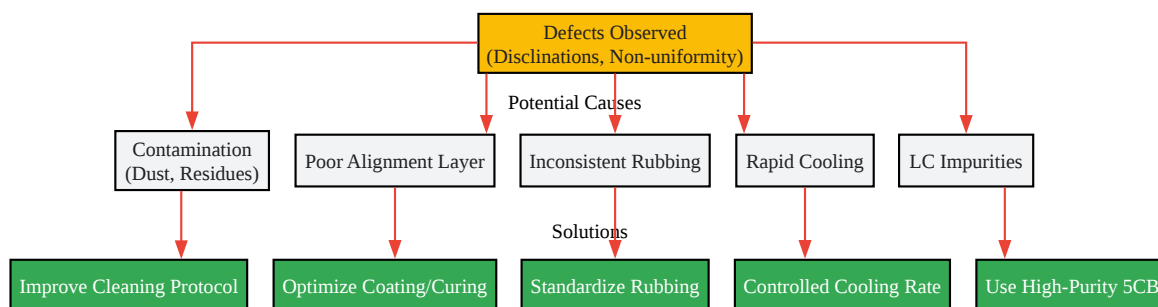 Defects Observed
(Disclinations, Non-uniformity)
Potential Causes
Contamination
(Dust, Residues)
Poor Alignment Layer
Inconsistent Rubbing
Rapid Cooling
LC Impurities
Solutions
Improve Cleaning Protocol
Optimize Coating/Curing
Standardize Rubbing
Controlled Cooling Rate
Use High-Purity 5CB